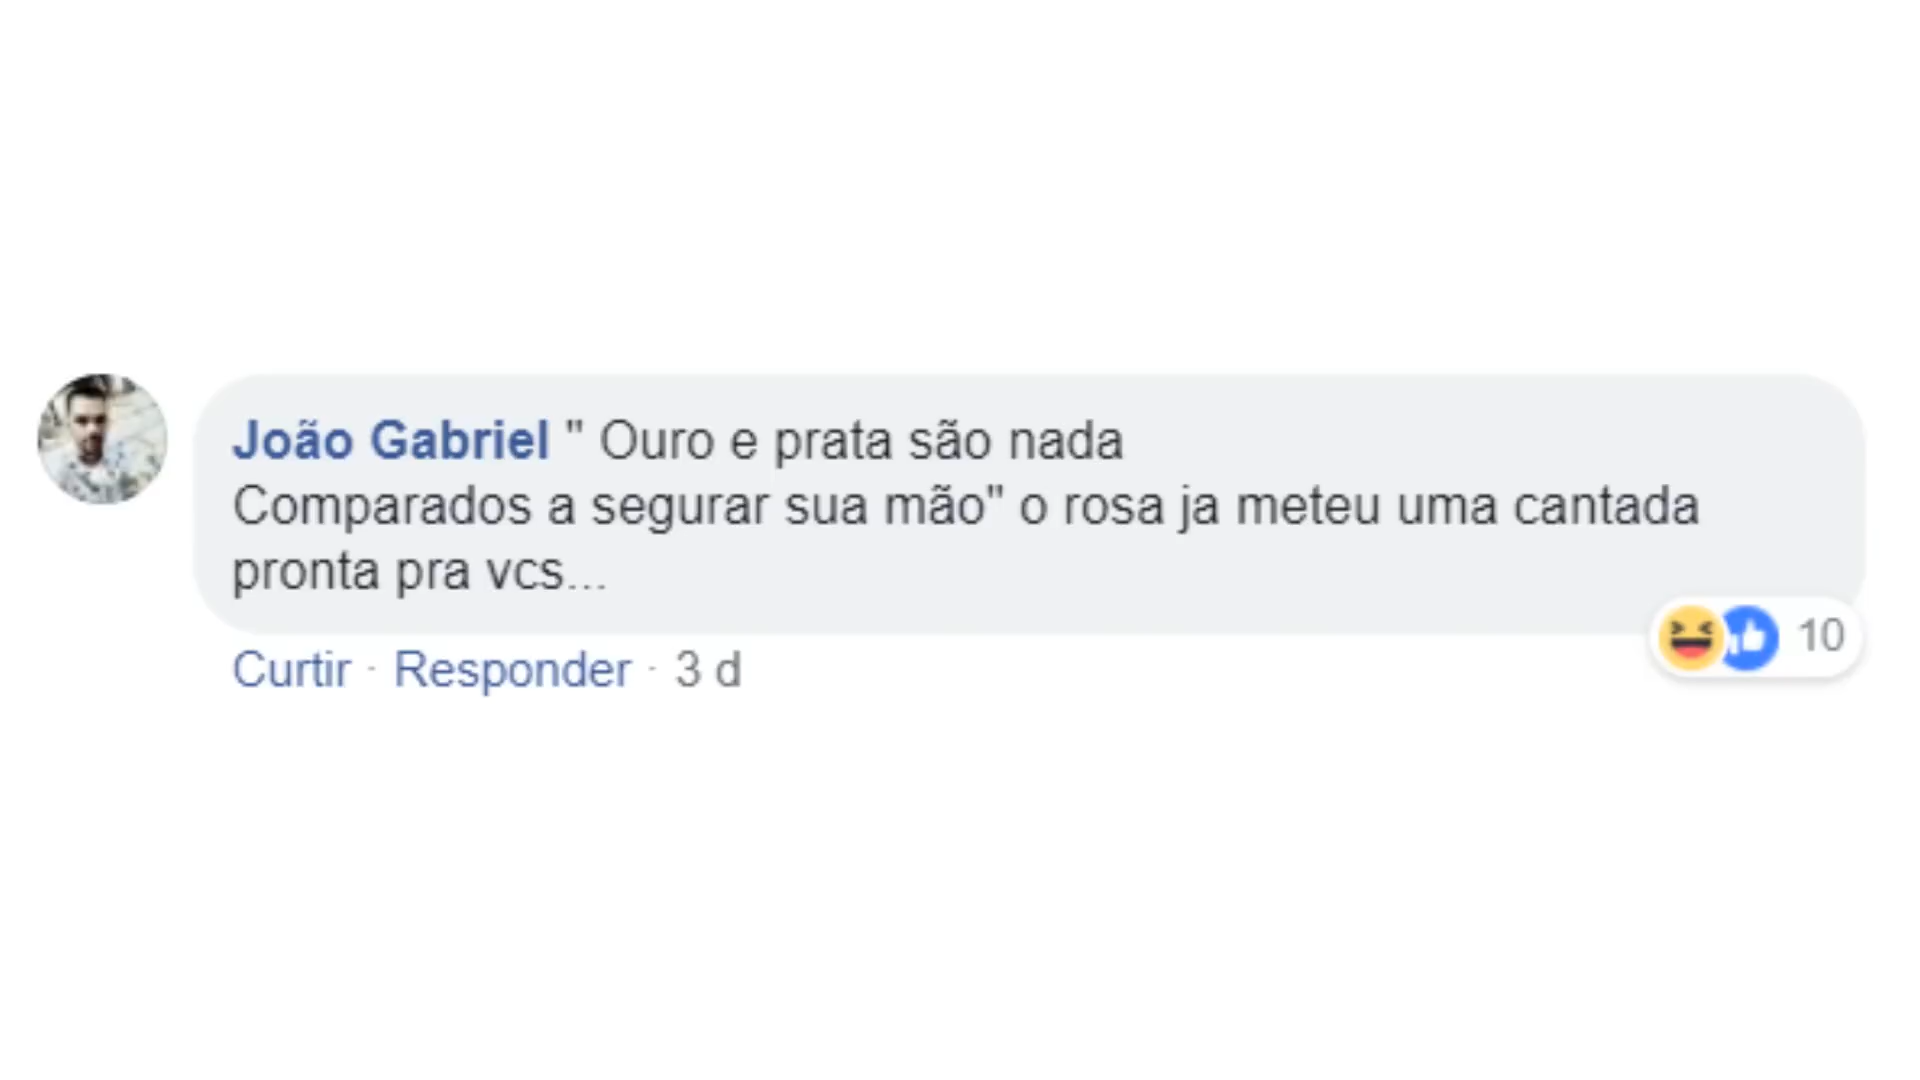 João Gabriel " Ouro e prata são nada
Comparados a segurar sua mão" o rosa ja meteu uma cantada
pronta pra vcs...
Curtir · Responder · 3 d
10